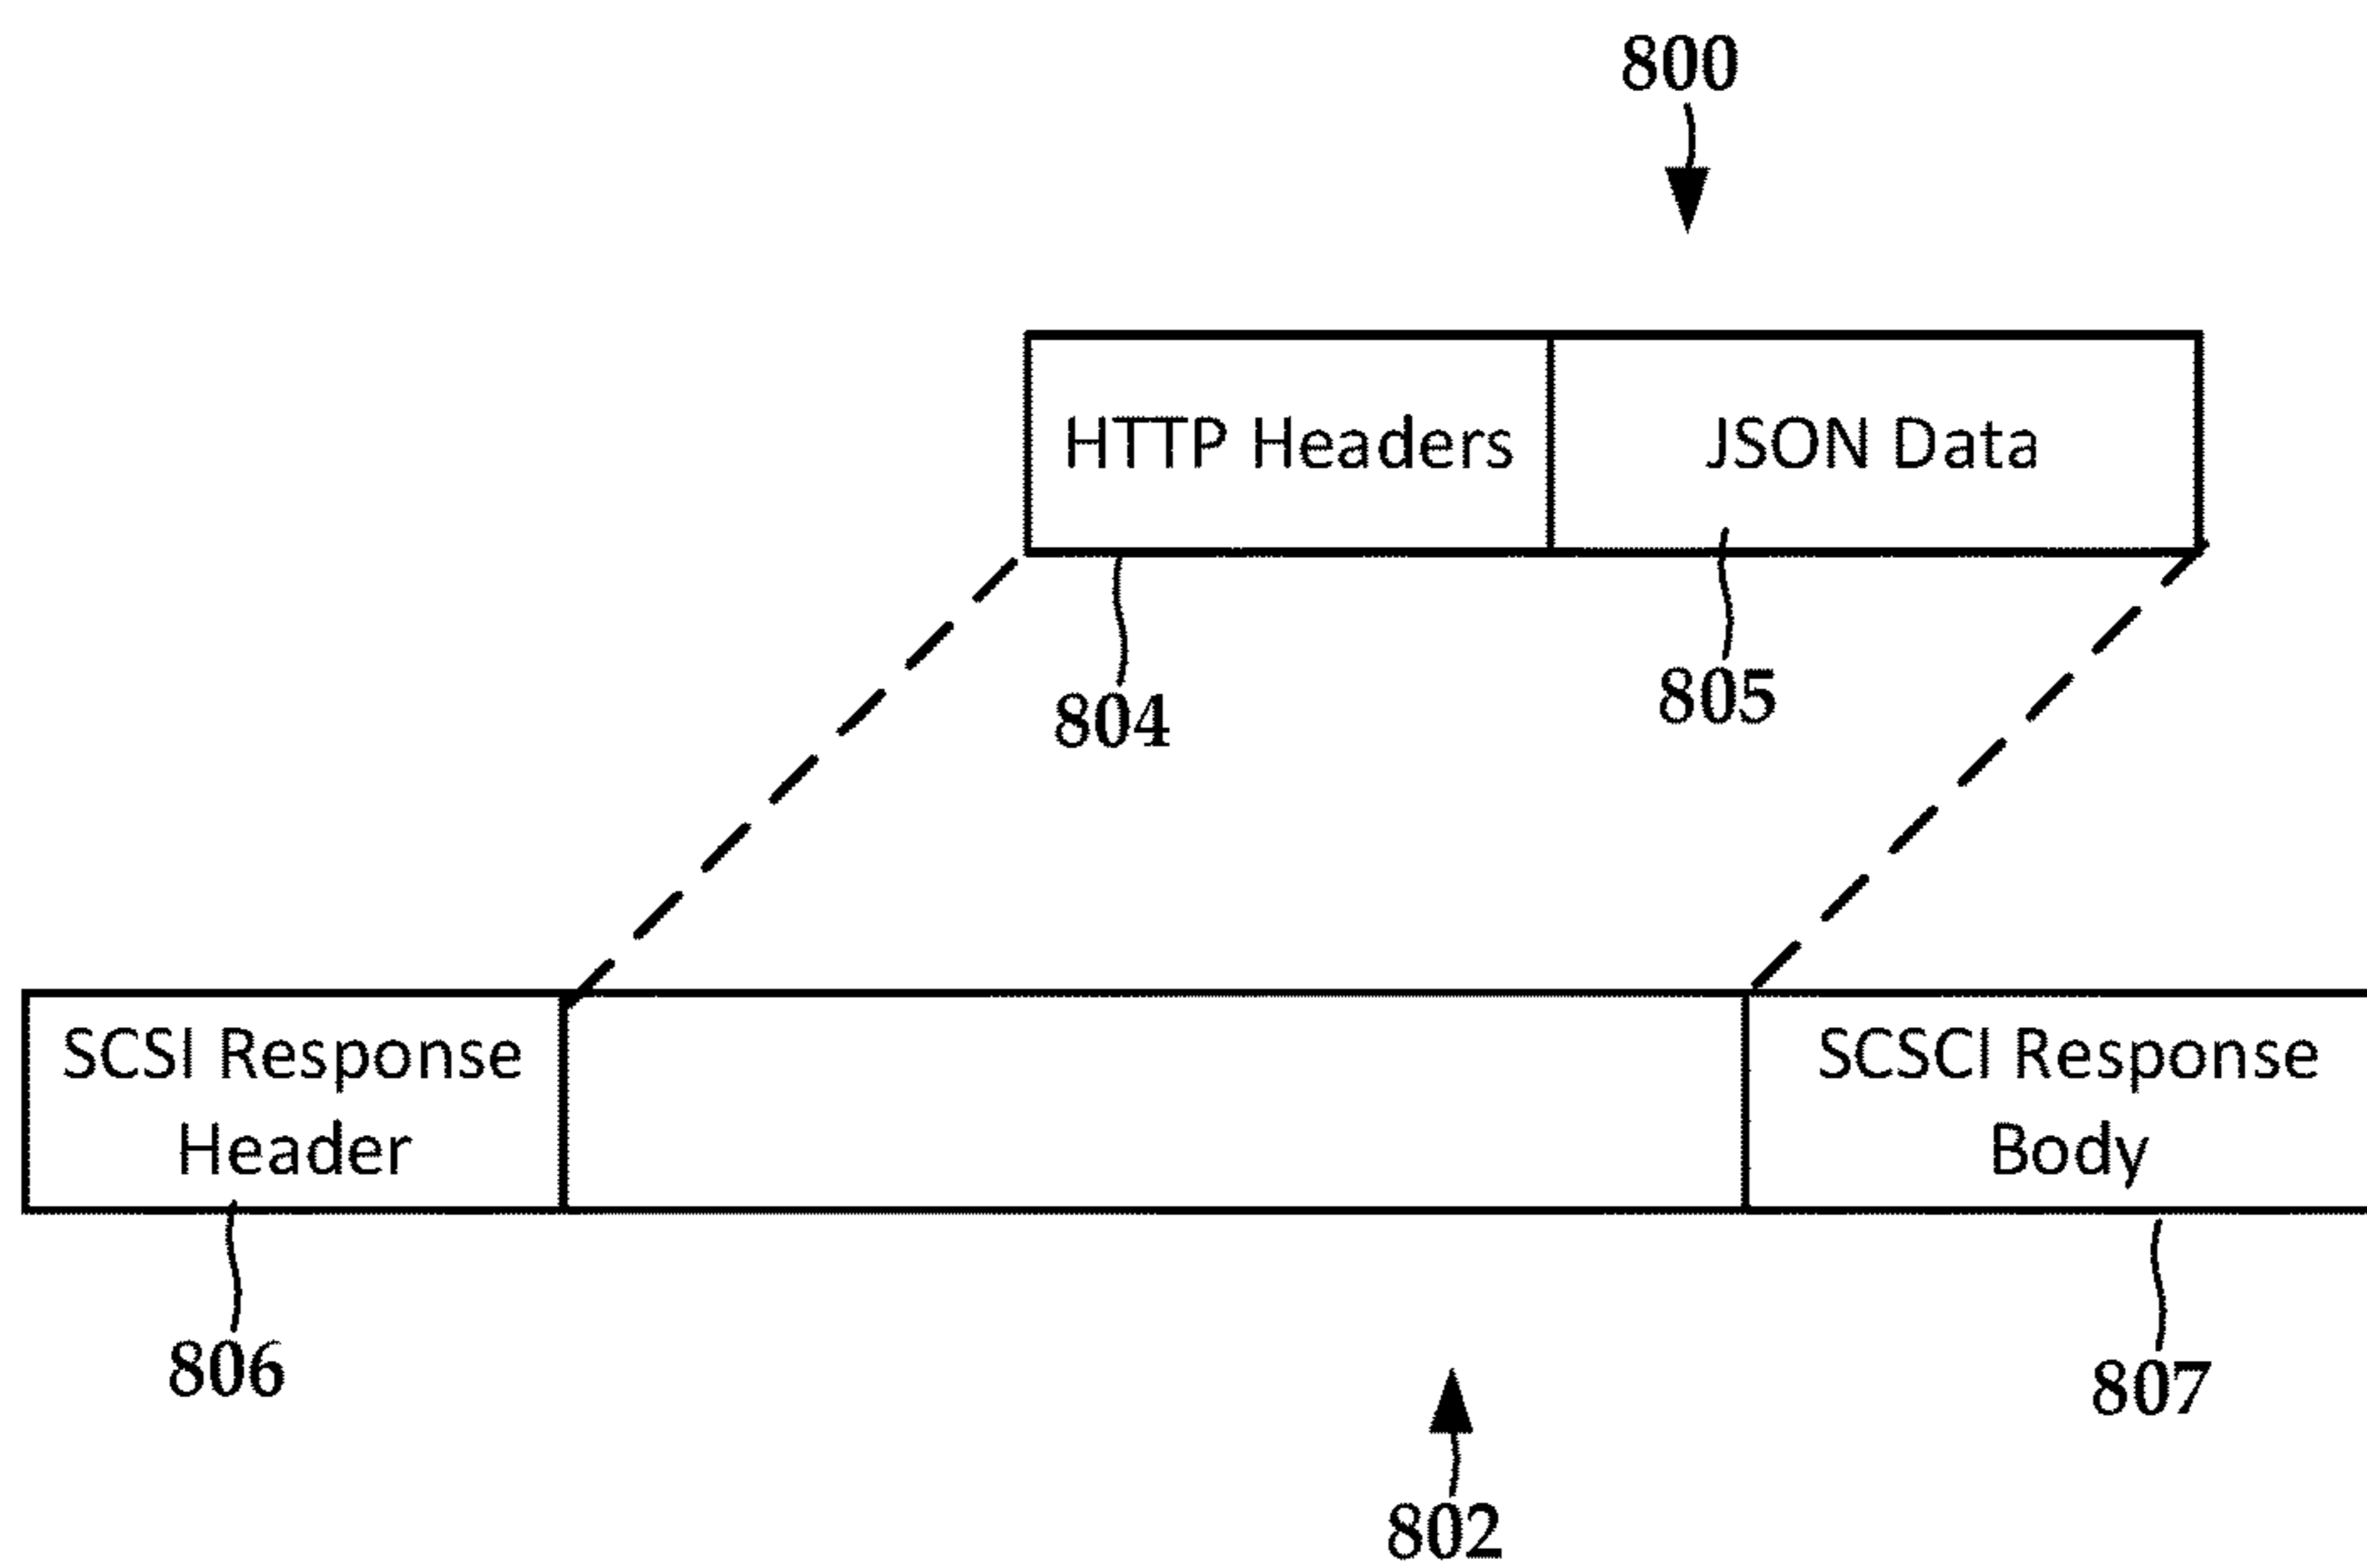 800
HTTP Headers
JSON Data
804
805
SCSI Response
Header
SCSCI Response
Body
806
807
802